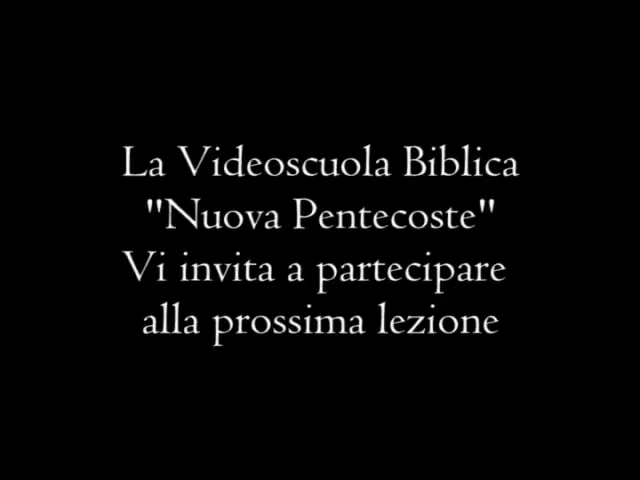 La Videoscuola Biblica
"Nuova Pentecoste"
Vi invita a partecipare
alla prossima lezione